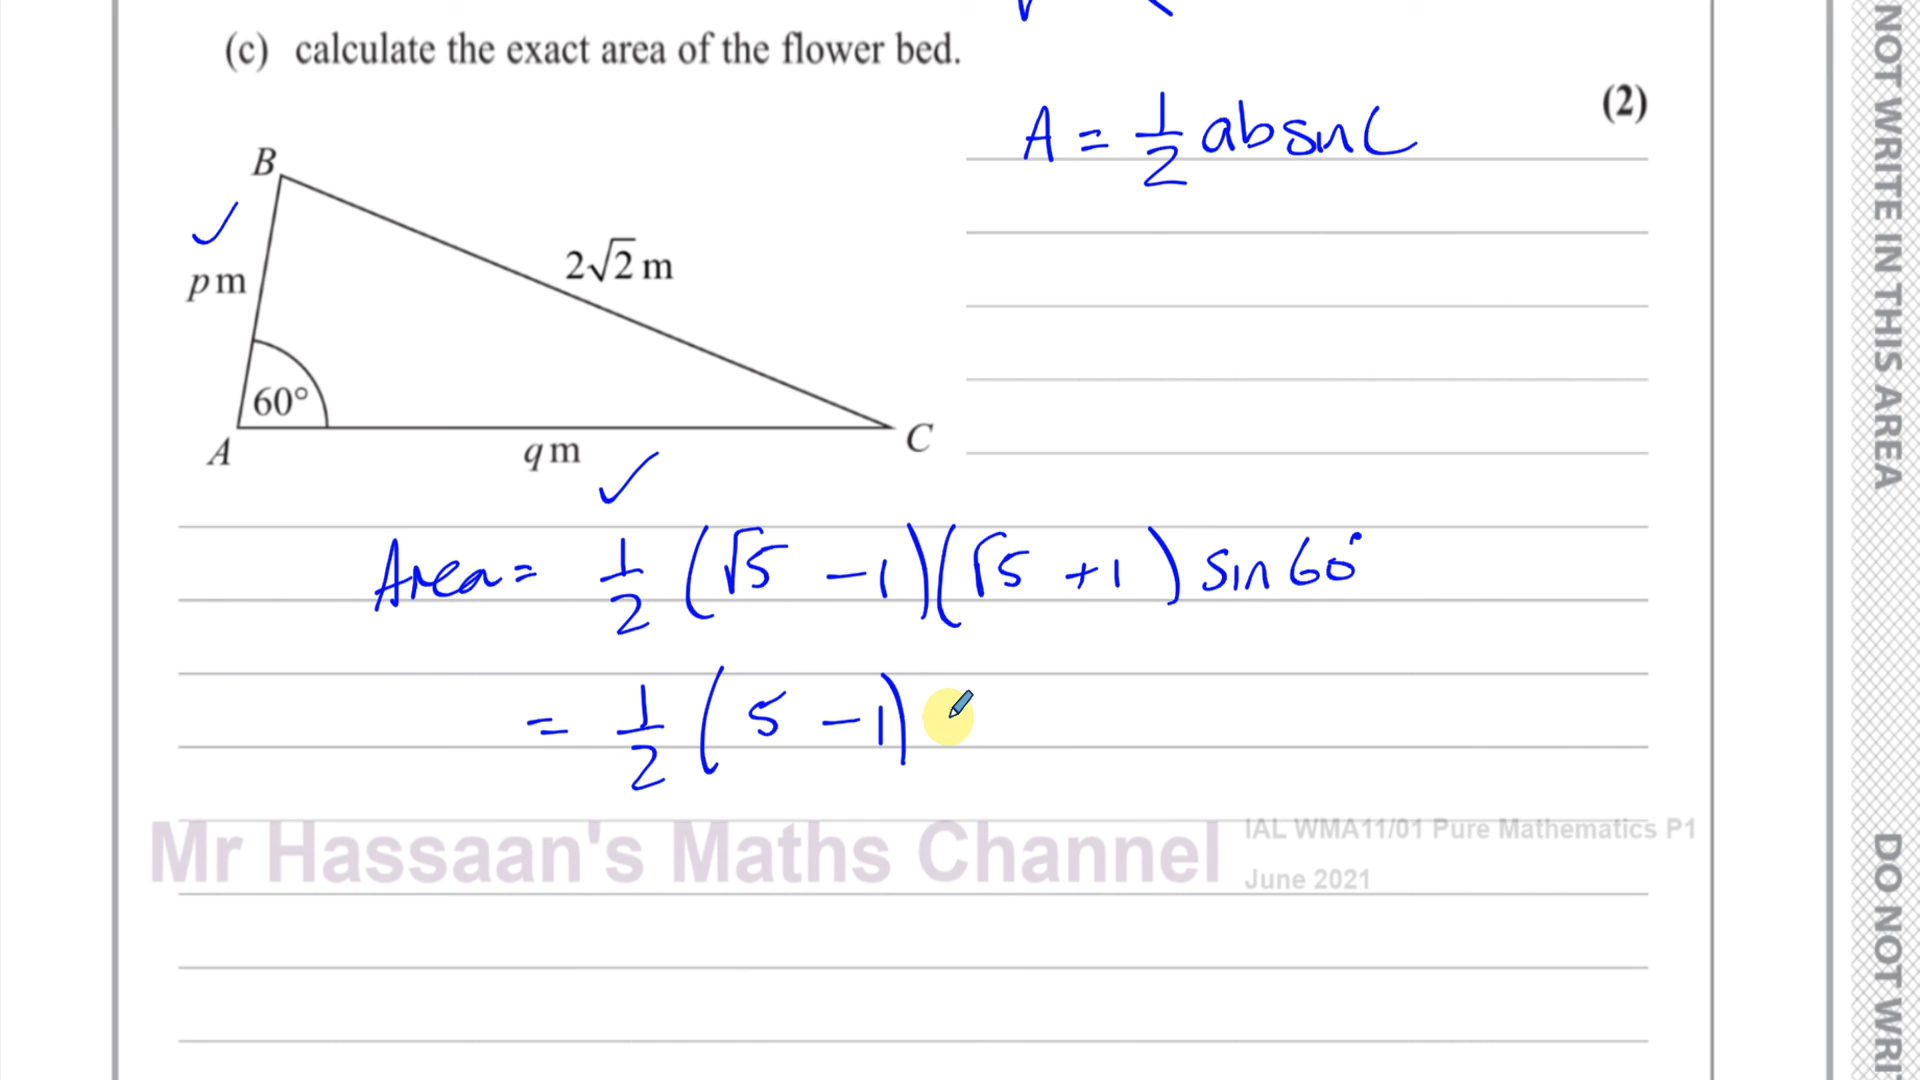 (c) calculate the exact area of the flower bed.
(2)
A = 1/2 ab sin C
B
p m
2√2 m
60°
A
q m
C
Area = 1/2 (√5 - 1)(√5 + 1) sin 60°
= 1/2 (5 - 1)
Mr Hassaan's Maths Channel
IAL WMA11/01 Pure Mathematics P1
June 2021
NOT WRITE IN THIS AREA
DO NOT WRI